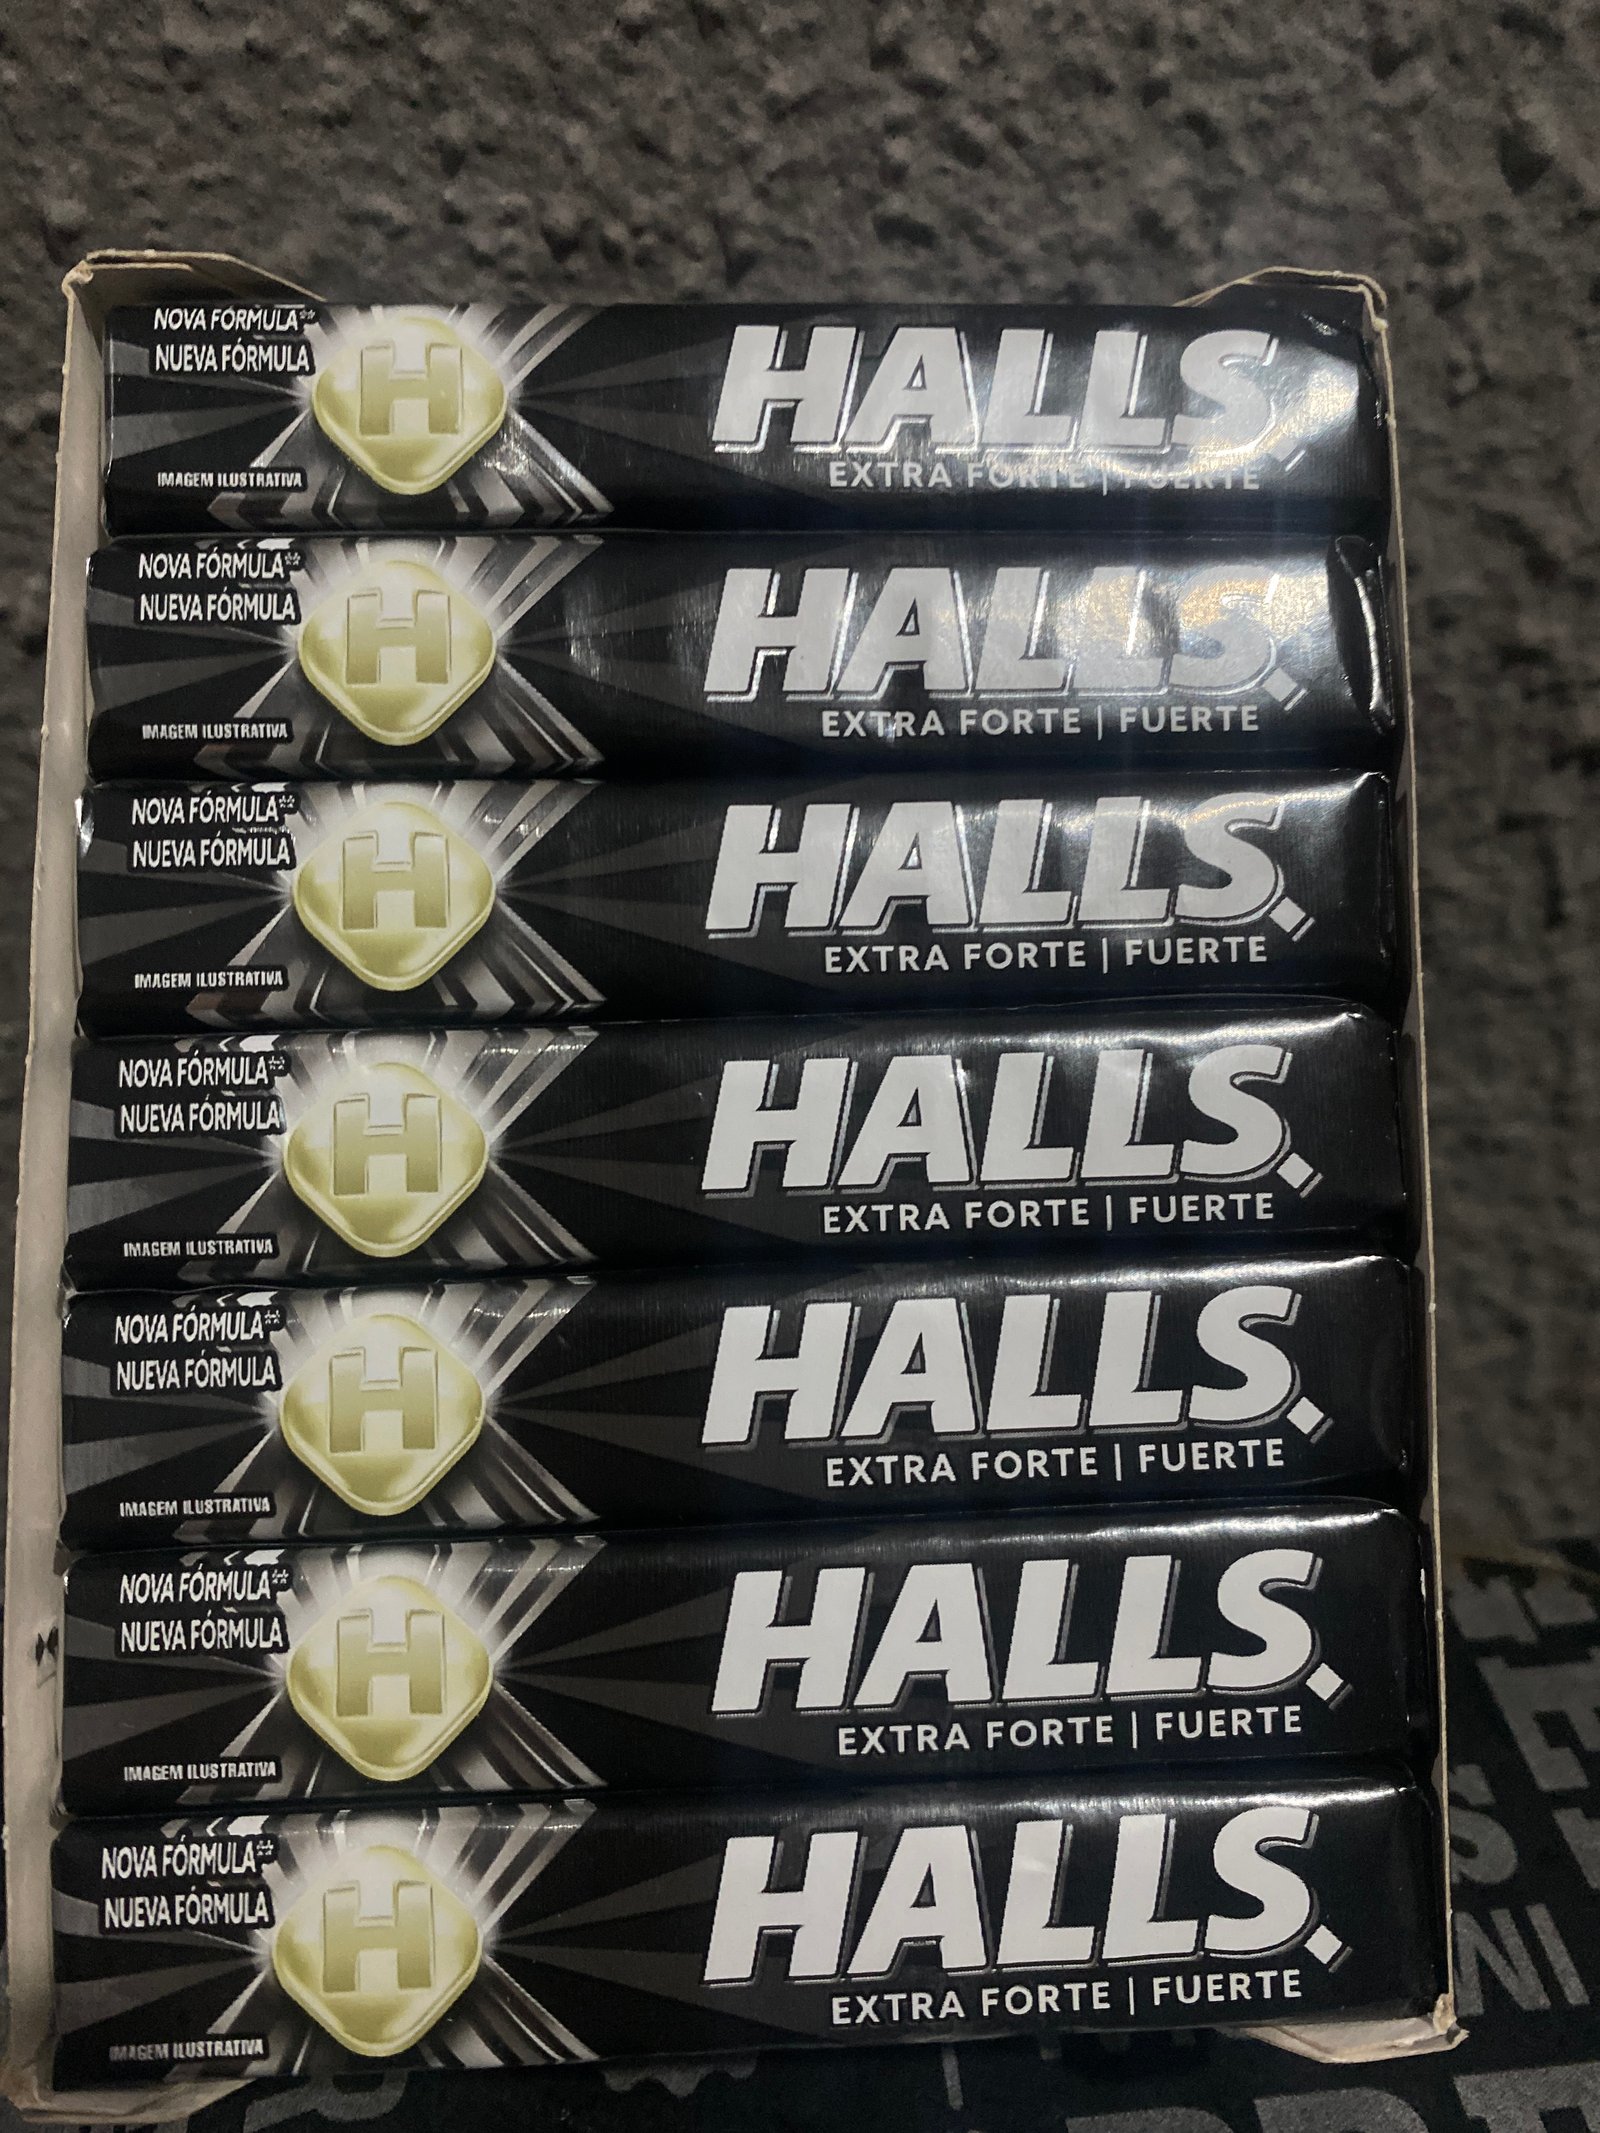 NOVA FÓRMULA**
NUEVA FÓRMULA
H
IMAGEM ILUSTRATIVA
HALLS.
EXTRA FORTE | FUERTE
NOVA FÓRMULA**
NUEVA FÓRMULA
H
IMAGEM ILUSTRATIVA
HALLS.
EXTRA FORTE | FUERTE
NOVA FÓRMULA**
NUEVA FÓRMULA
H
IMAGEM ILUSTRATIVA
HALLS.
EXTRA FORTE | FUERTE
NOVA FÓRMULA**
NUEVA FÓRMULA
H
IMAGEM ILUSTRATIVA
HALLS.
EXTRA FORTE | FUERTE
NOVA FÓRMULA**
NUEVA FÓRMULA
H
IMAGEM ILUSTRATIVA
HALLS.
EXTRA FORTE | FUERTE
NOVA FÓRMULA**
NUEVA FÓRMULA
H
IMAGEM ILUSTRATIVA
HALLS.
EXTRA FORTE | FUERTE
NOVA FÓRMULA**
NUEVA FÓRMULA
H
IMAGEM ILUSTRATIVA
HALLS.
EXTRA FORTE | FUERTE